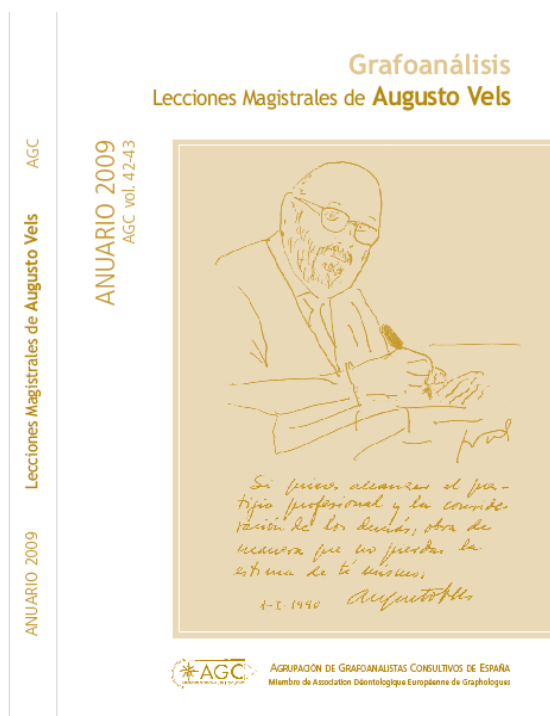 Grafoanálisis
Lecciones Magistrales de Augusto Vels
ANUARIO 2009
AGC vol. 42-43
ANUARIO 2009 Lecciones Magistrales de Augusto Vels AGC
Si quieres alcanzar el pres-
tigio profesional y la conside-
ración de los demás, obra de
manera que no pierdas la
estima de tí mismo.
1-I-1990 Augusto Vels
AGC
AGRUPACIÓN DE GRAFOANALISTAS CONSULTIVOS DE ESPAÑA
Miembro de Association Déontologique Européenne de Graphologues